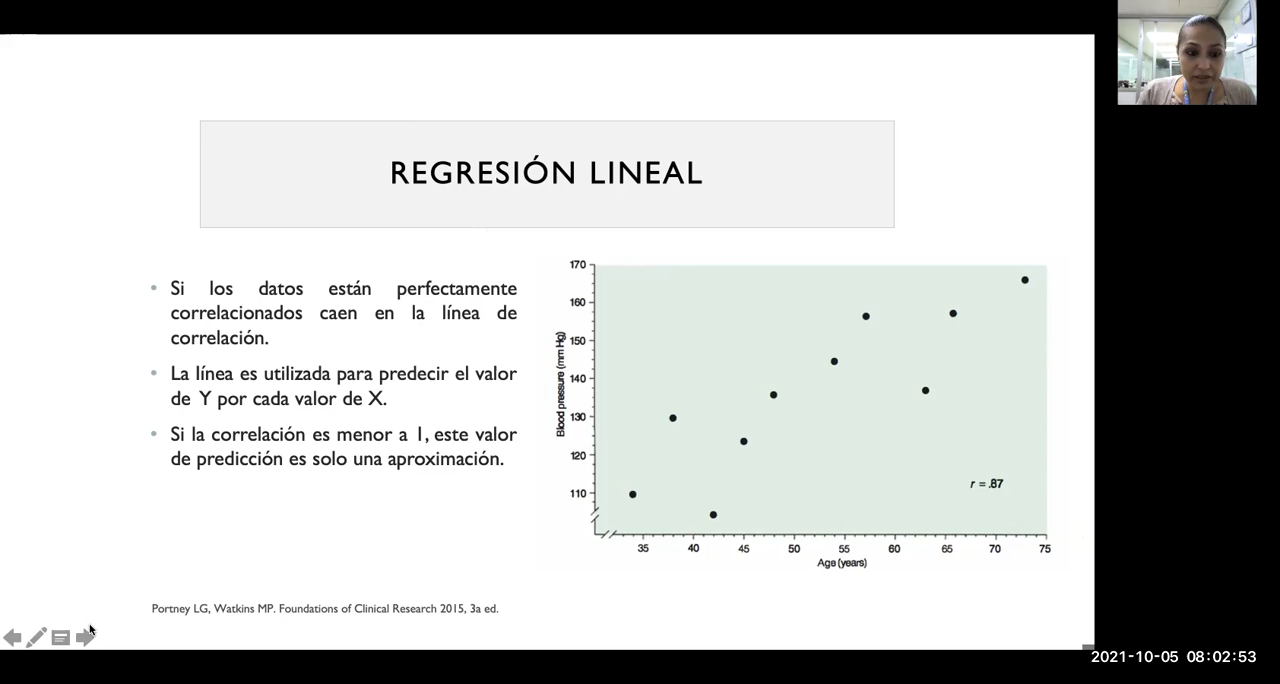 REGRESIÓN LINEAL
Si los datos están perfectamente
correlacionados caen en la línea de
correlación.
La línea es utilizada para predecir el valor
de Y por cada valor de X.
Si la correlación es menor a 1, este valor
de predicción es solo una aproximación.
170
160
150
140
130
120
110
Blood pressure (mm Hg)
r = .87
35 40 45 50 55 60 65 70 75
Age (years)
Portney LG, Watkins MP. Foundations of Clinical Research 2015, 3a ed.
2021-10-05 08:02:53